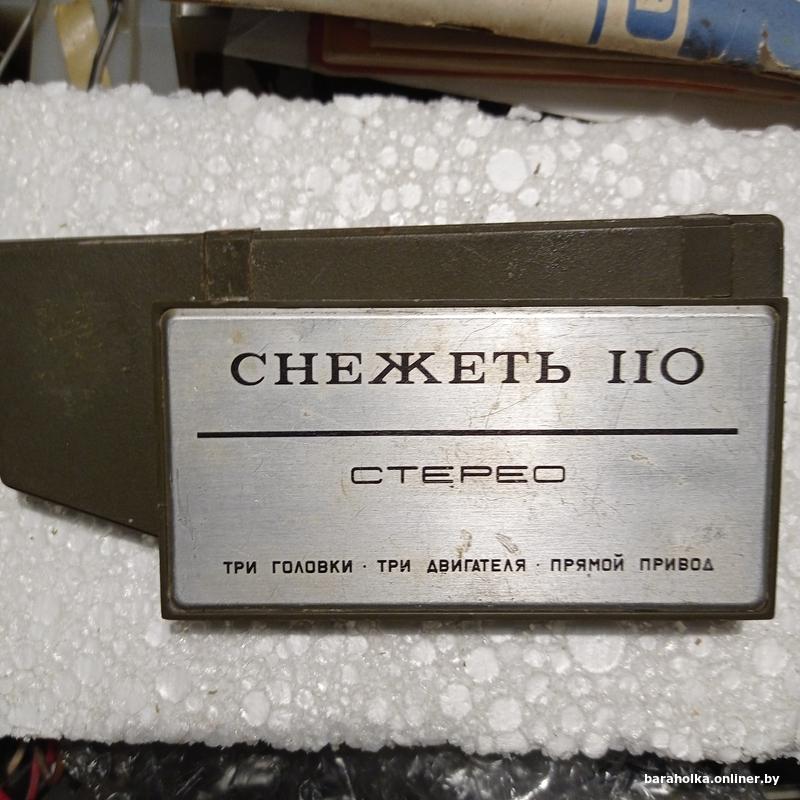 СНЕЖЕТЬ 110
СТЕРЕО
ТРИ ГОЛОВКИ · ТРИ ДВИГАТЕЛЯ · ПРЯМОЙ ПРИВОД
baraholka.onliner.by